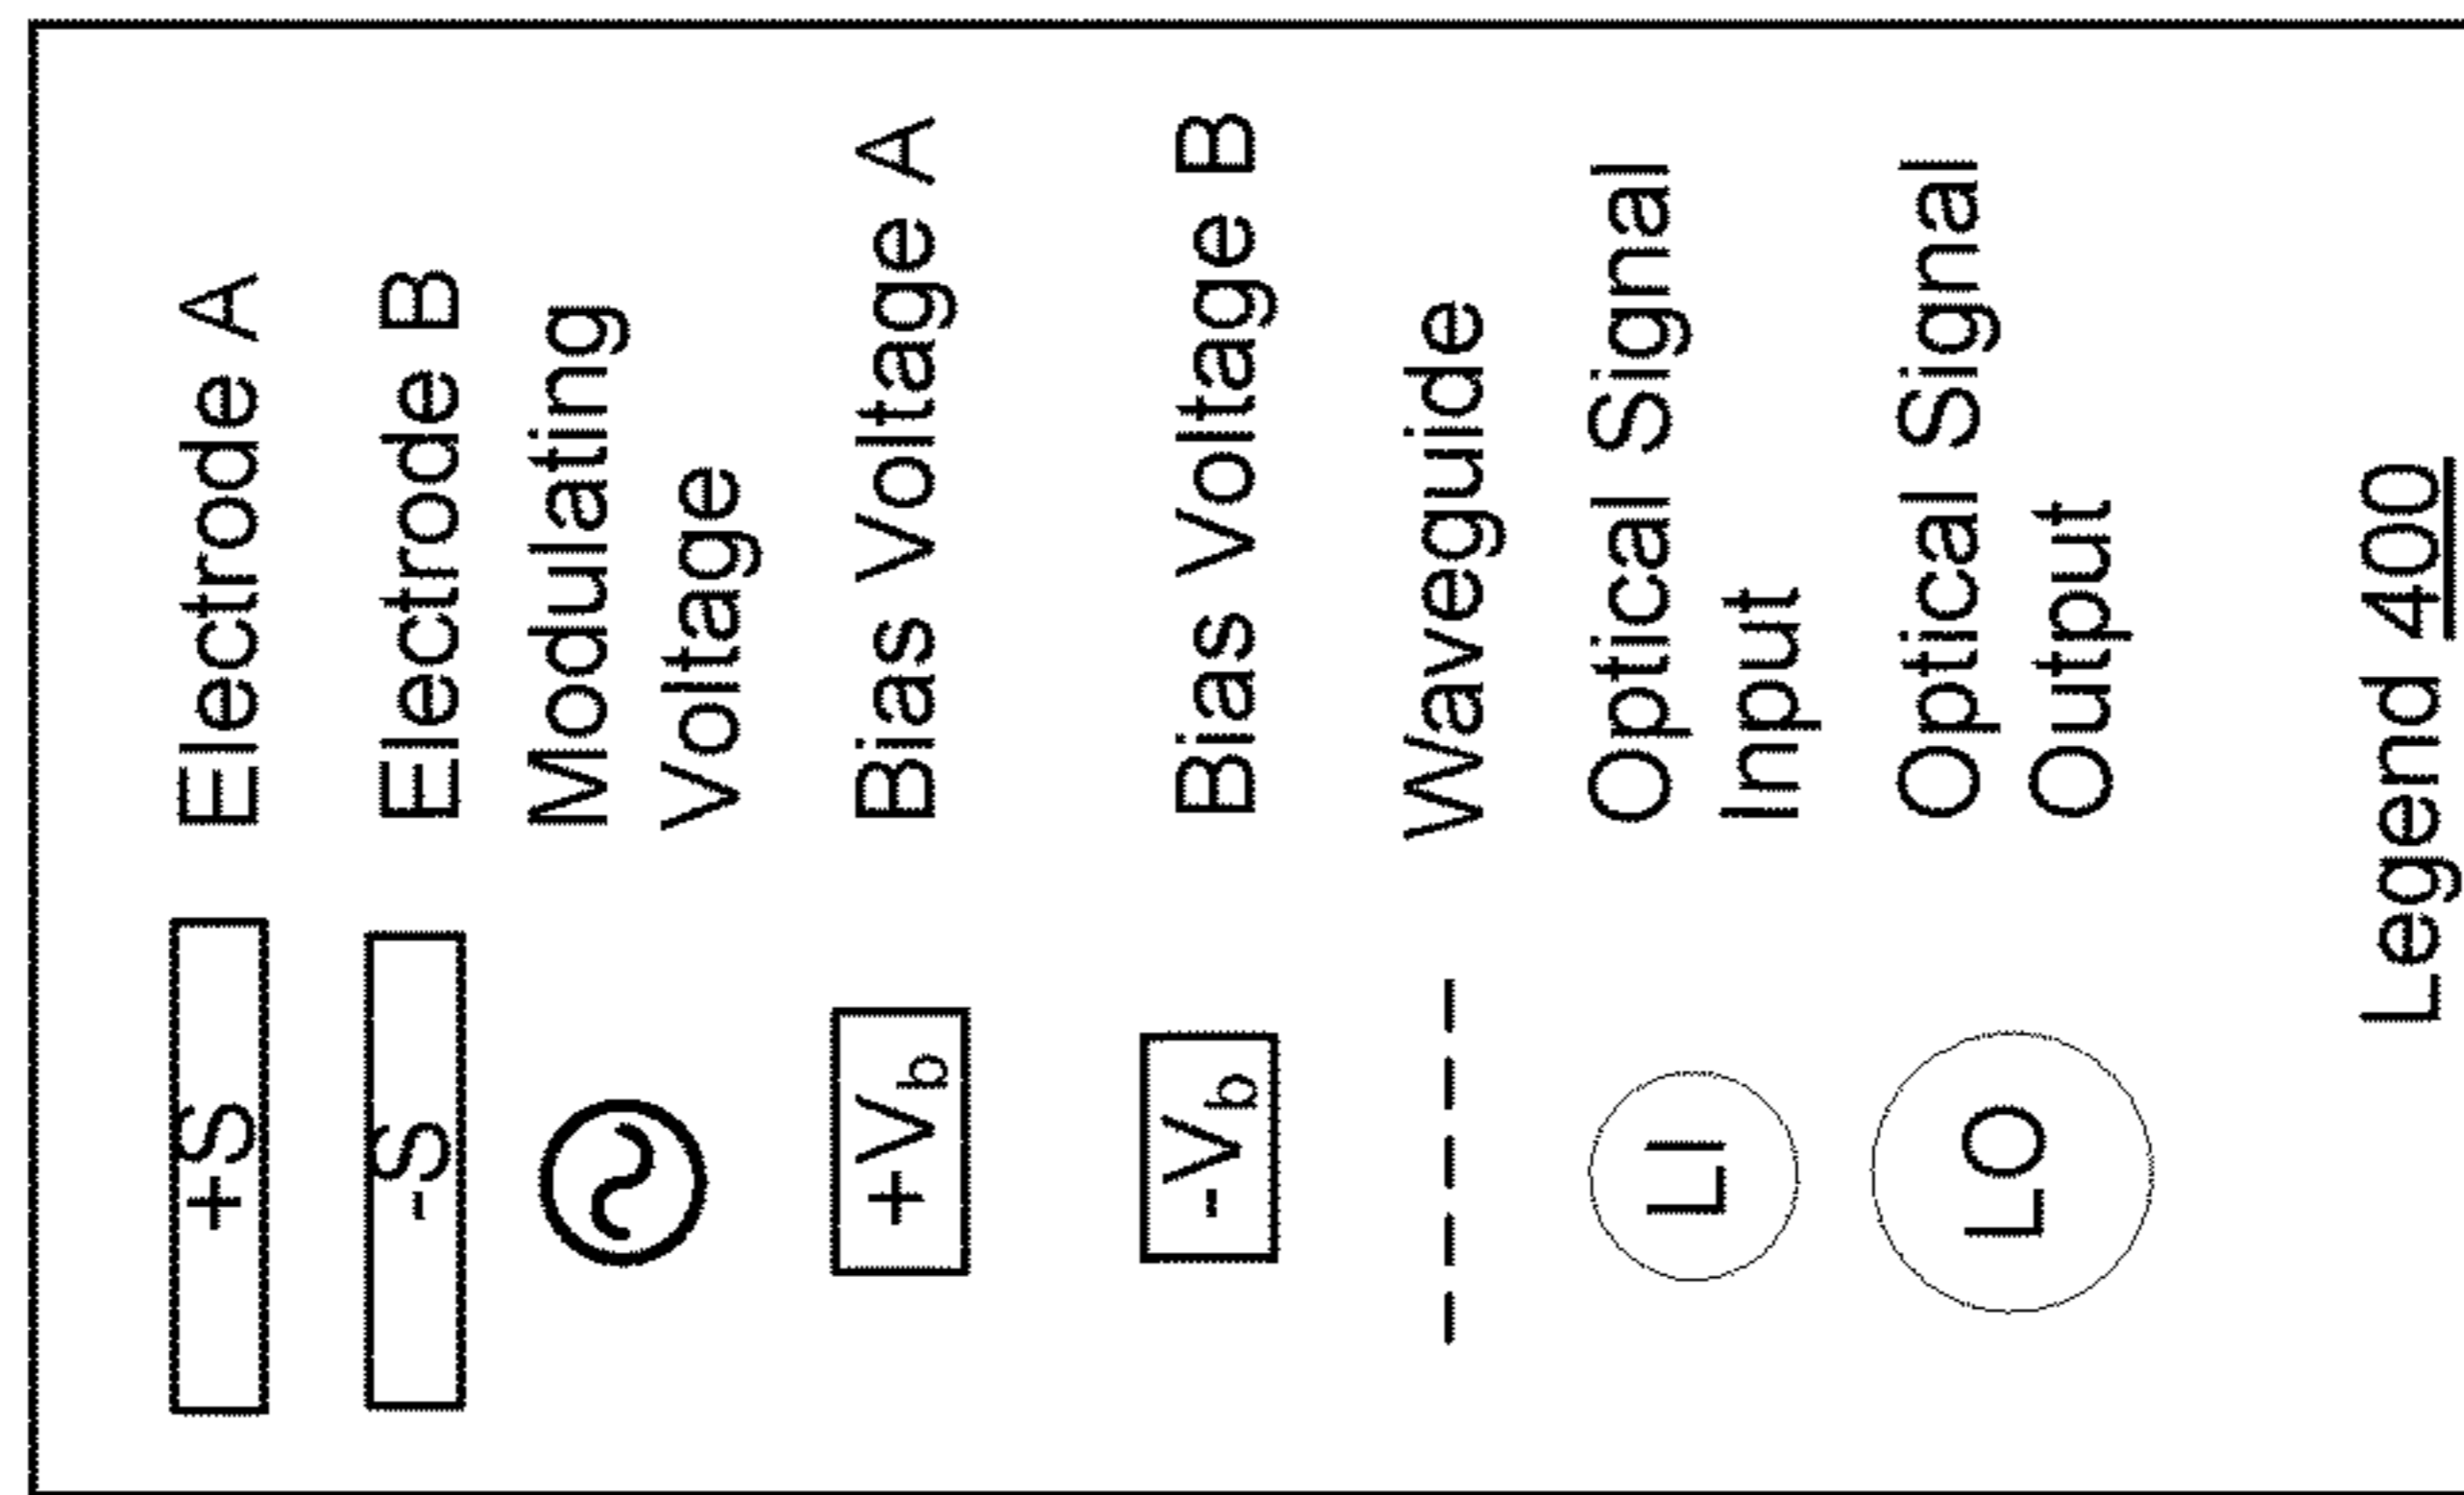 +S Electrode A
-S Electrode B
Modulating
Voltage
+Vb Bias Voltage A
-Vb Bias Voltage B
Waveguide
LI Optical Signal
Input
LO Optical Signal
Output
Legend 400